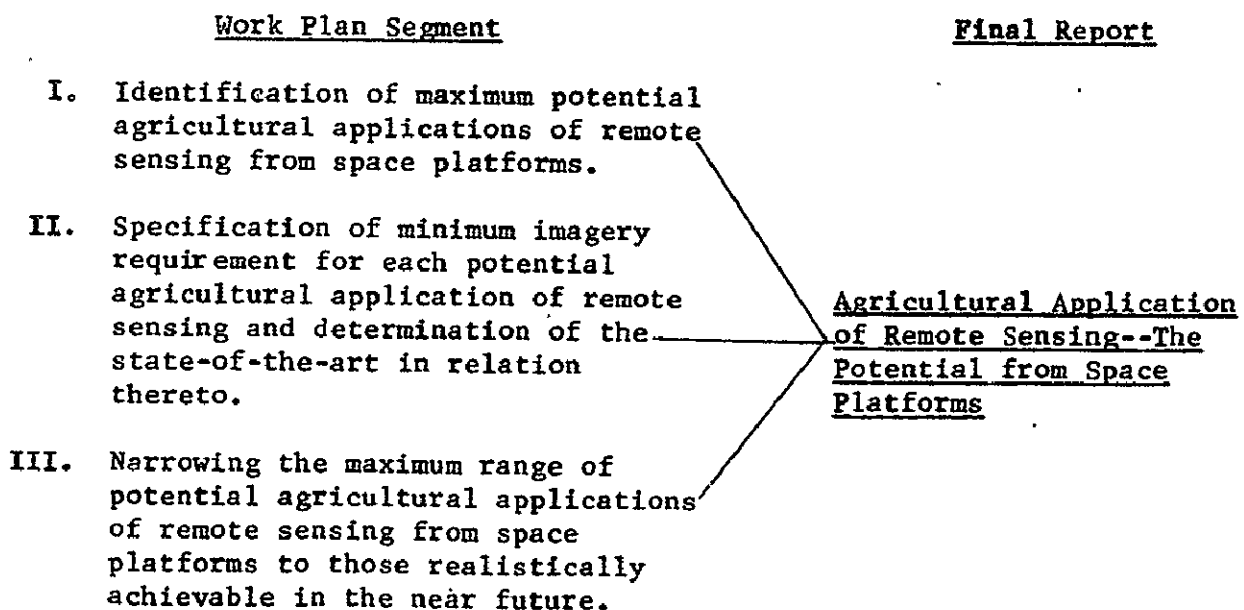 Work Plan Segment
Final Report
I. Identification of maximum potential
agricultural applications of remote
sensing from space platforms.
II. Specification of minimum imagery
requirement for each potential
agricultural application of remote
sensing and determination of the
state-of-the-art in relation
thereto.
III. Narrowing the maximum range of
potential agricultural applications
of remote sensing from space
platforms to those realistically
achievable in the near future.
Agricultural Application
of Remote Sensing--The
Potential from Space
Platforms